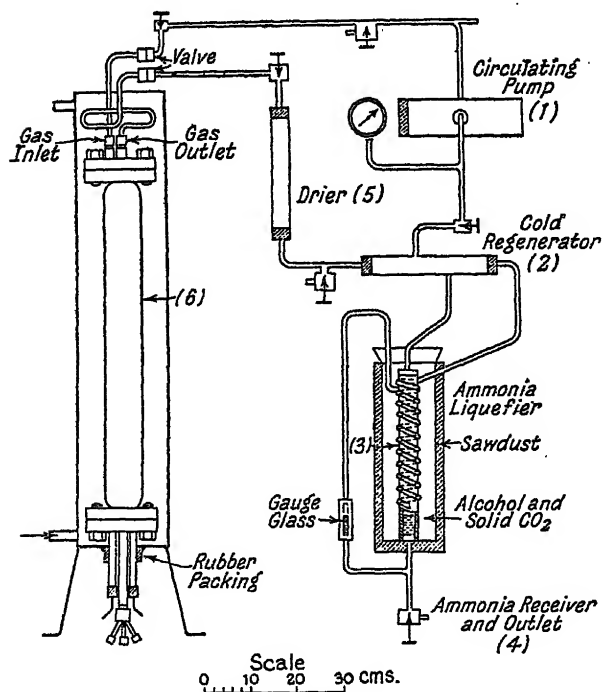 Valve
Circulating
Pump
(1)
Gas
Inlet
Gas
Outlet
Drier (5)
Cold
Regenerator
(2)
(6)
Ammonia
Liquefier
(3)
Sawdust
Gauge
Glass
Alcohol and
Solid CO2
Rubber
Packing
Ammonia Receiver
and Outlet
(4)
Scale
0 10 20 30 cms.